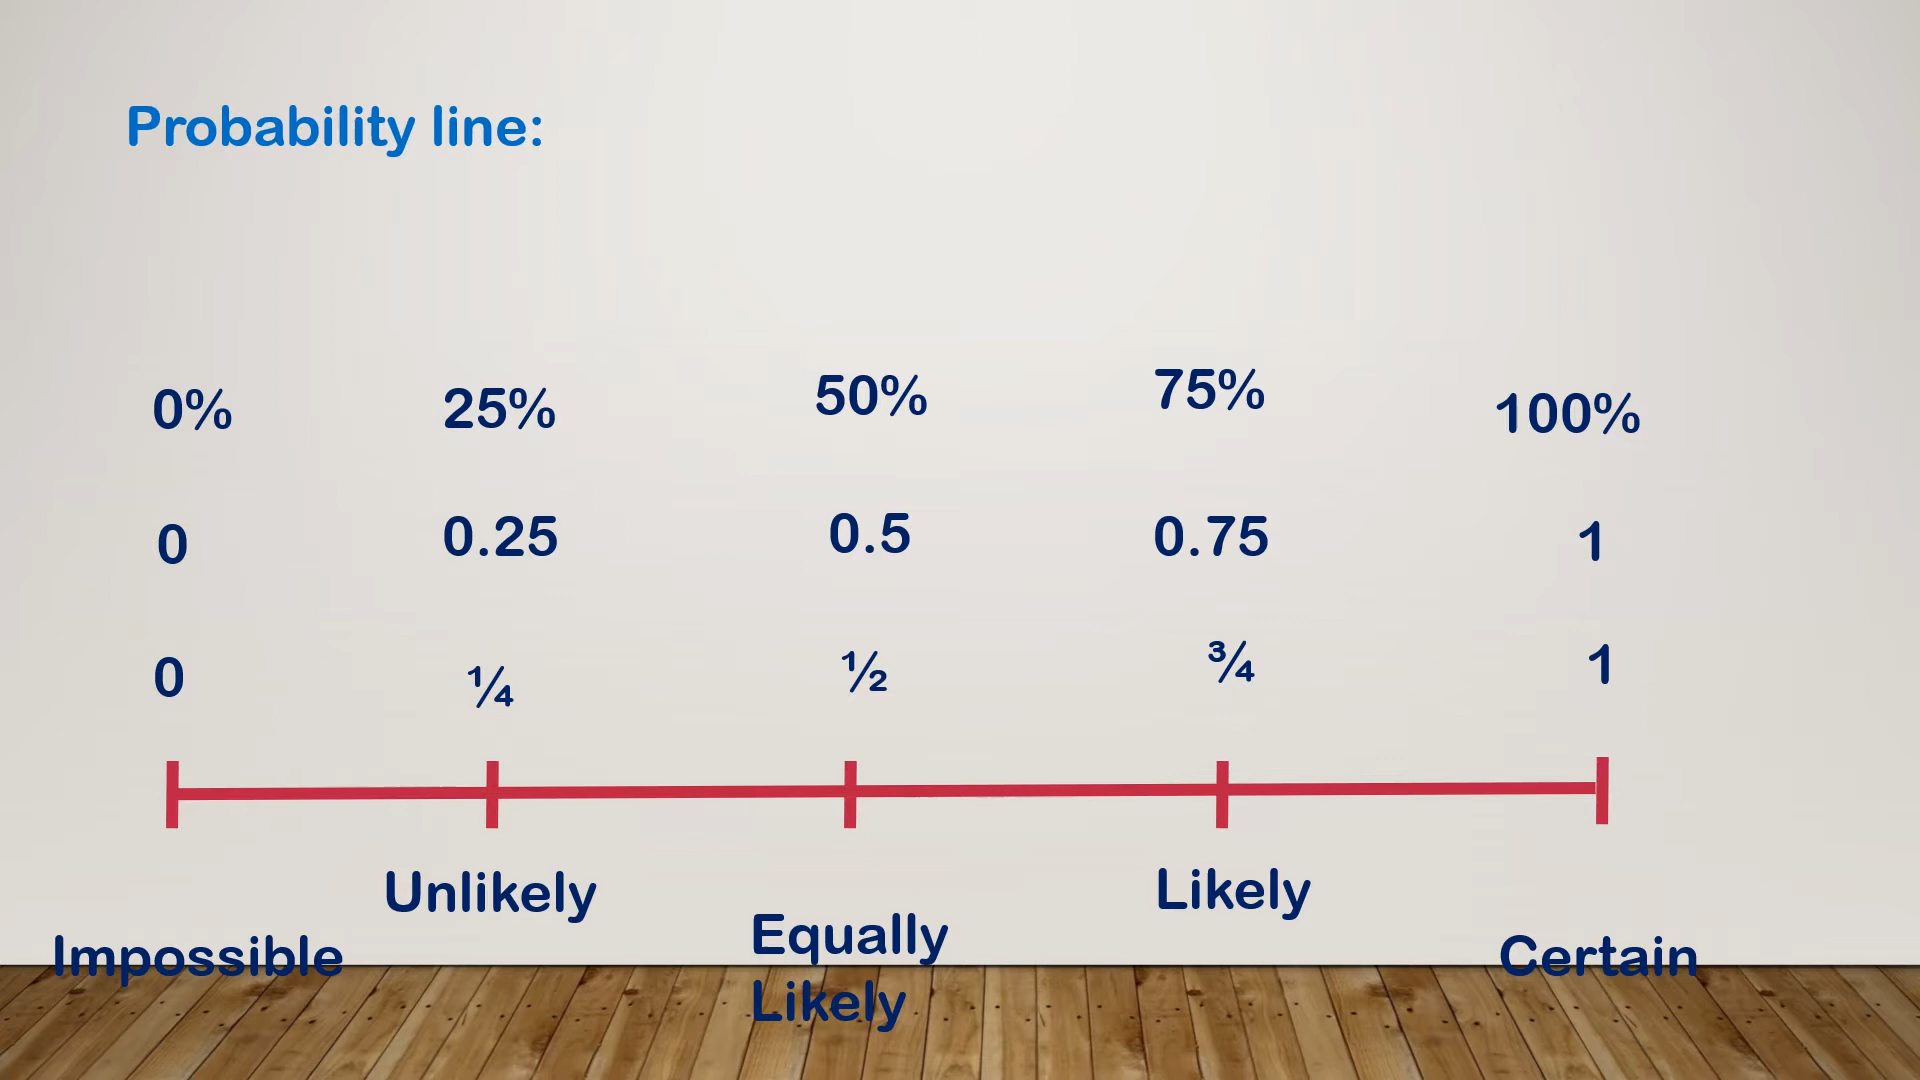 Probability line:
0% 25% 50% 75% 100%
0 0.25 0.5 0.75 1
0 ¼ ½ ¾ 1
Impossible Unlikely Equally Likely Certain
Likely